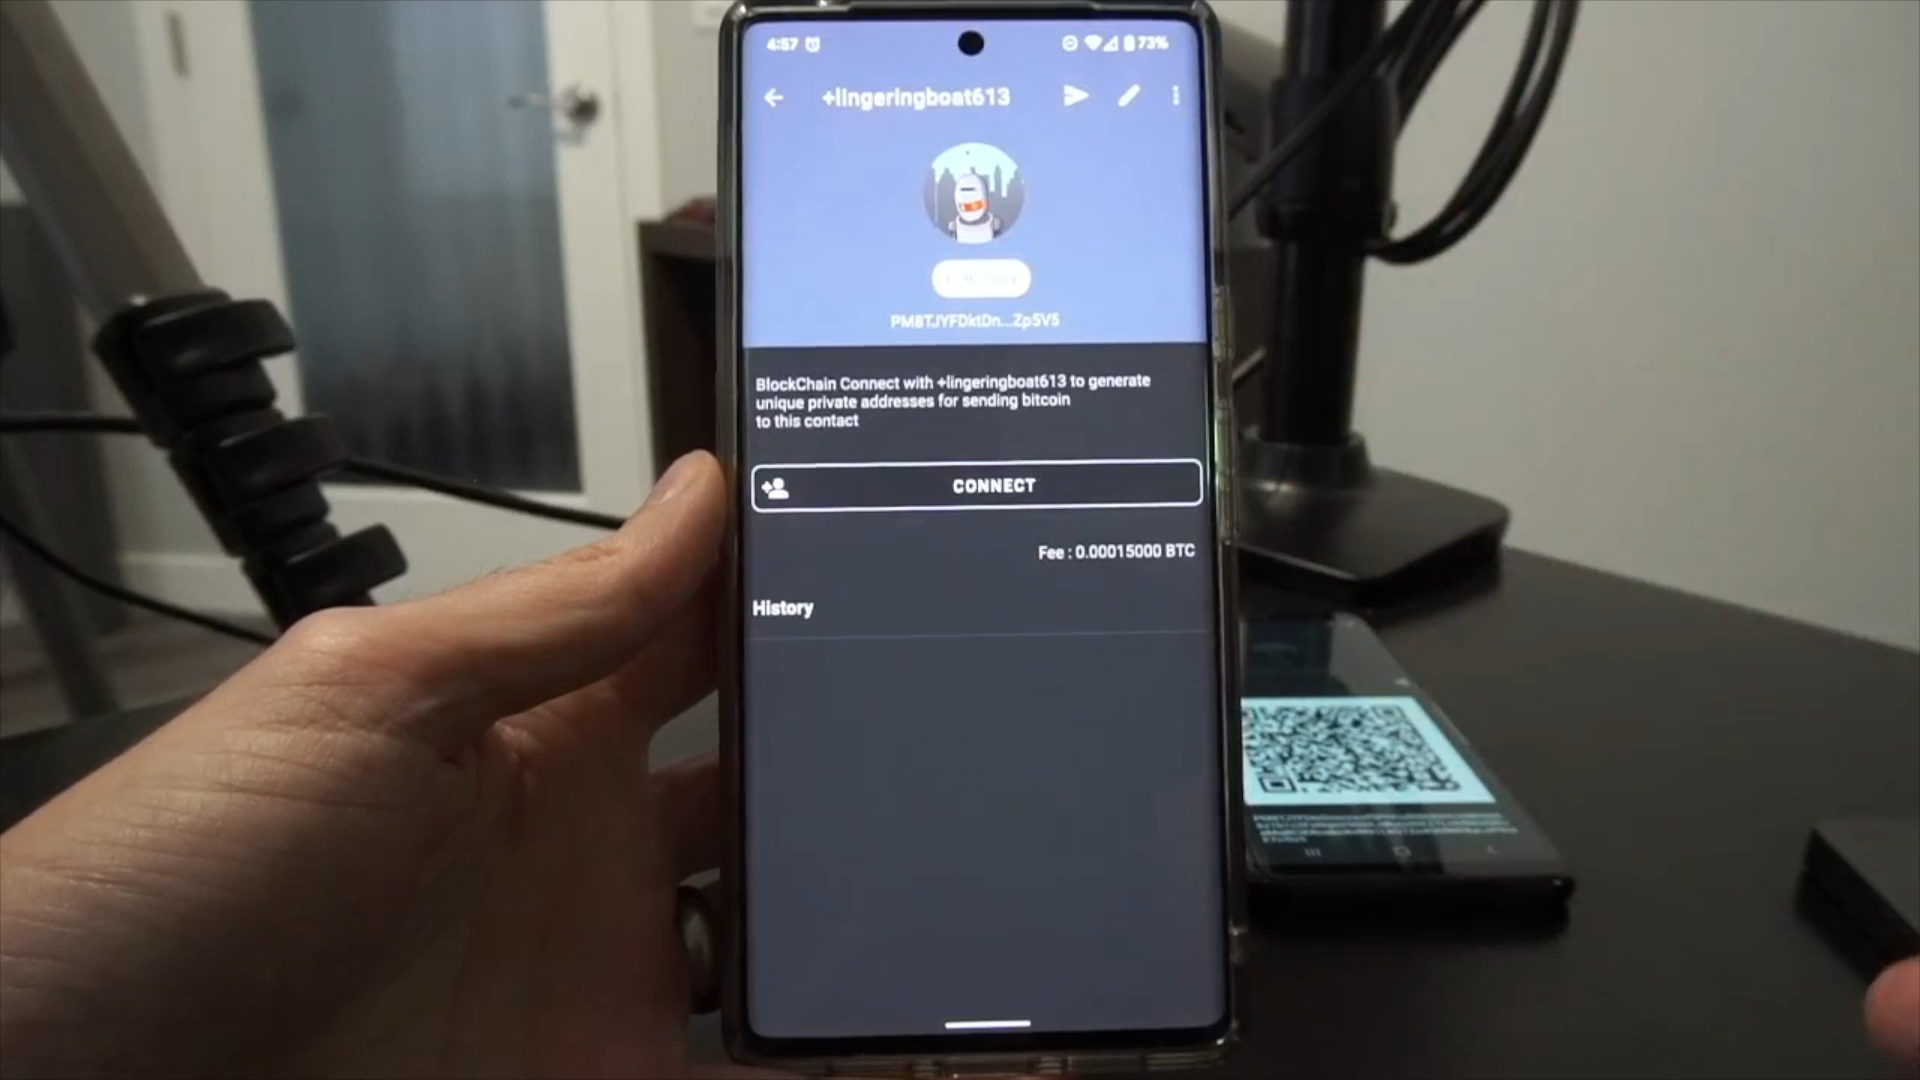 4:57
73%
+lingeringboat613
PM8TJYFDktDn...Zp5V5
BlockChain Connect with +lingeringboat613 to generate
unique private addresses for sending bitcoin
to this contact
CONNECT
Fee : 0.00015000 BTC
History